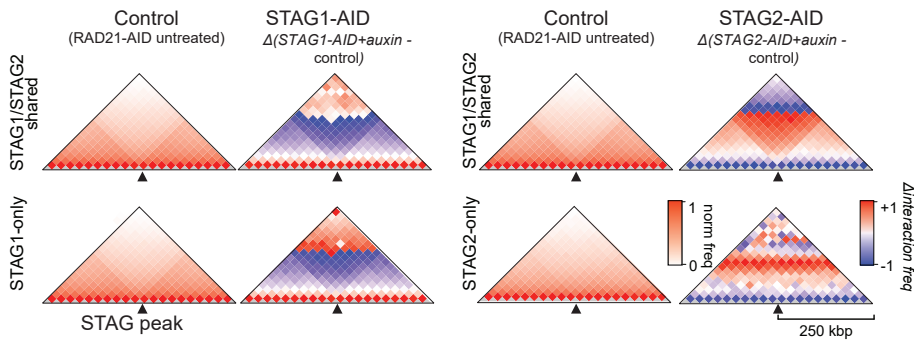 Control
(RAD21-AID untreated)
STAG1-AID
Δ(STAG1-AID+auxin -
control)
Control
(RAD21-AID untreated)
STAG2-AID
Δ(STAG2-AID+auxin -
control)
STAG1/STAG2
shared
STAG1/STAG2
shared
STAG1-only
STAG2-only
1
0
norm freq
+1
-1
Δinteraction freq
STAG peak
250 kbp